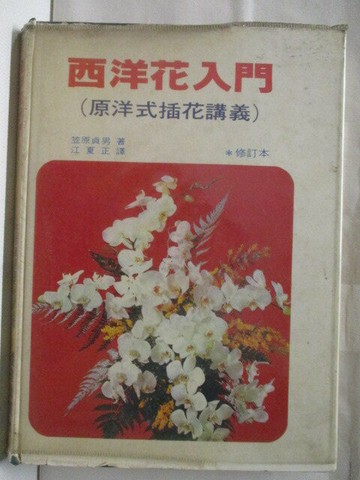 西洋花入門
(原洋式插花講義)
笠原貞男 著
江夏正 譯
*修訂本